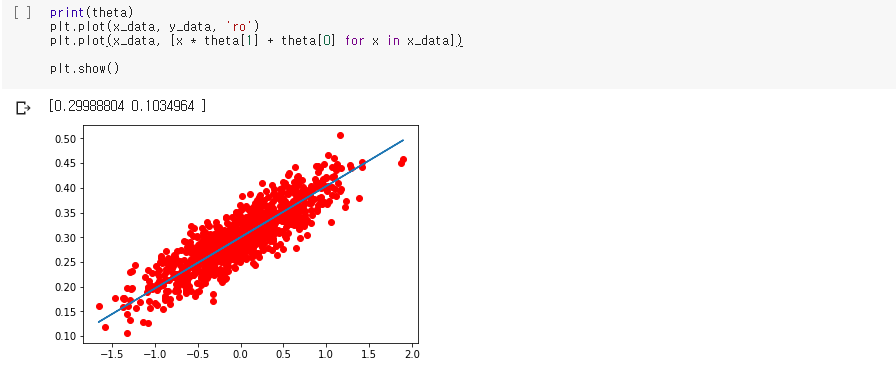 [ ] print(theta)
plt.plot(x_data, y_data, 'ro')
plt.plot(x_data, [x * theta[1] + theta[0] for x in x_data])
plt.show()
[0.29988804 0.1034964 ]
0.50
0.45
0.40
0.35
0.30
0.25
0.20
0.15
0.10
−1.5 −1.0 −0.5 0.0 0.5 1.0 1.5 2.0